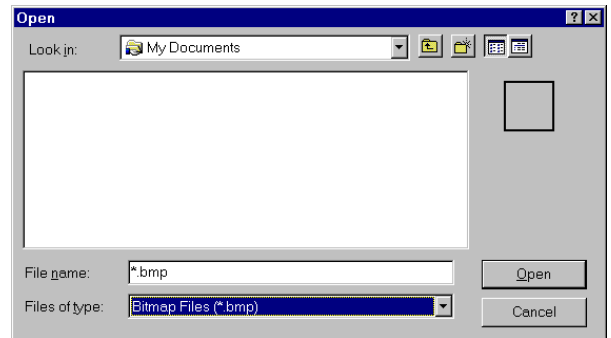 Open
Look in: My Documents
File name: *.bmp Open
Files of type: Bitmap Files (*.bmp) Cancel